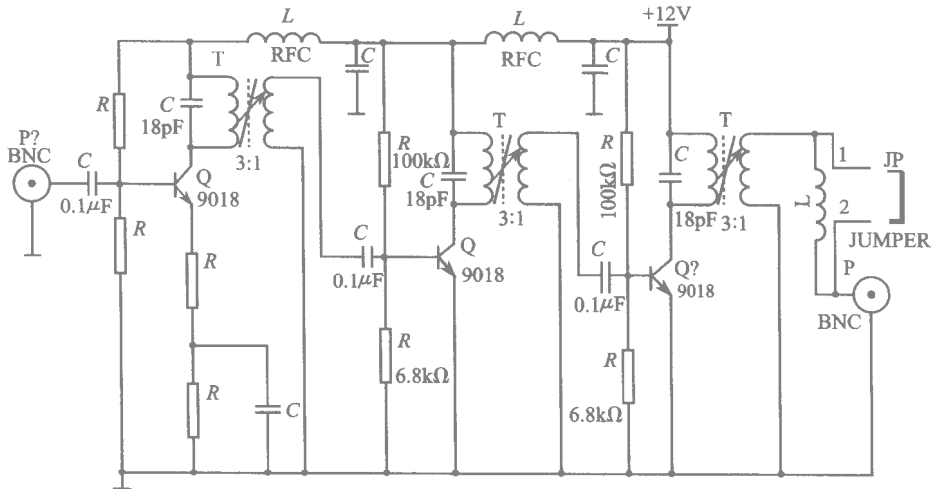 +12V
L
RFC
C
L
RFC
C
T
R
C
18pF
3:1
P?
BNC
C
0.1μF
R
Q
9018
R
R
C
R
100kΩ
C
18pF
T
3:1
C
0.1μF
Q
9018
R
6.8kΩ
R
100kΩ
C
18pF
T
3:1
C
0.1μF
Q?
9018
R
6.8kΩ
L
1
2
JP
JUMPER
P
BNC